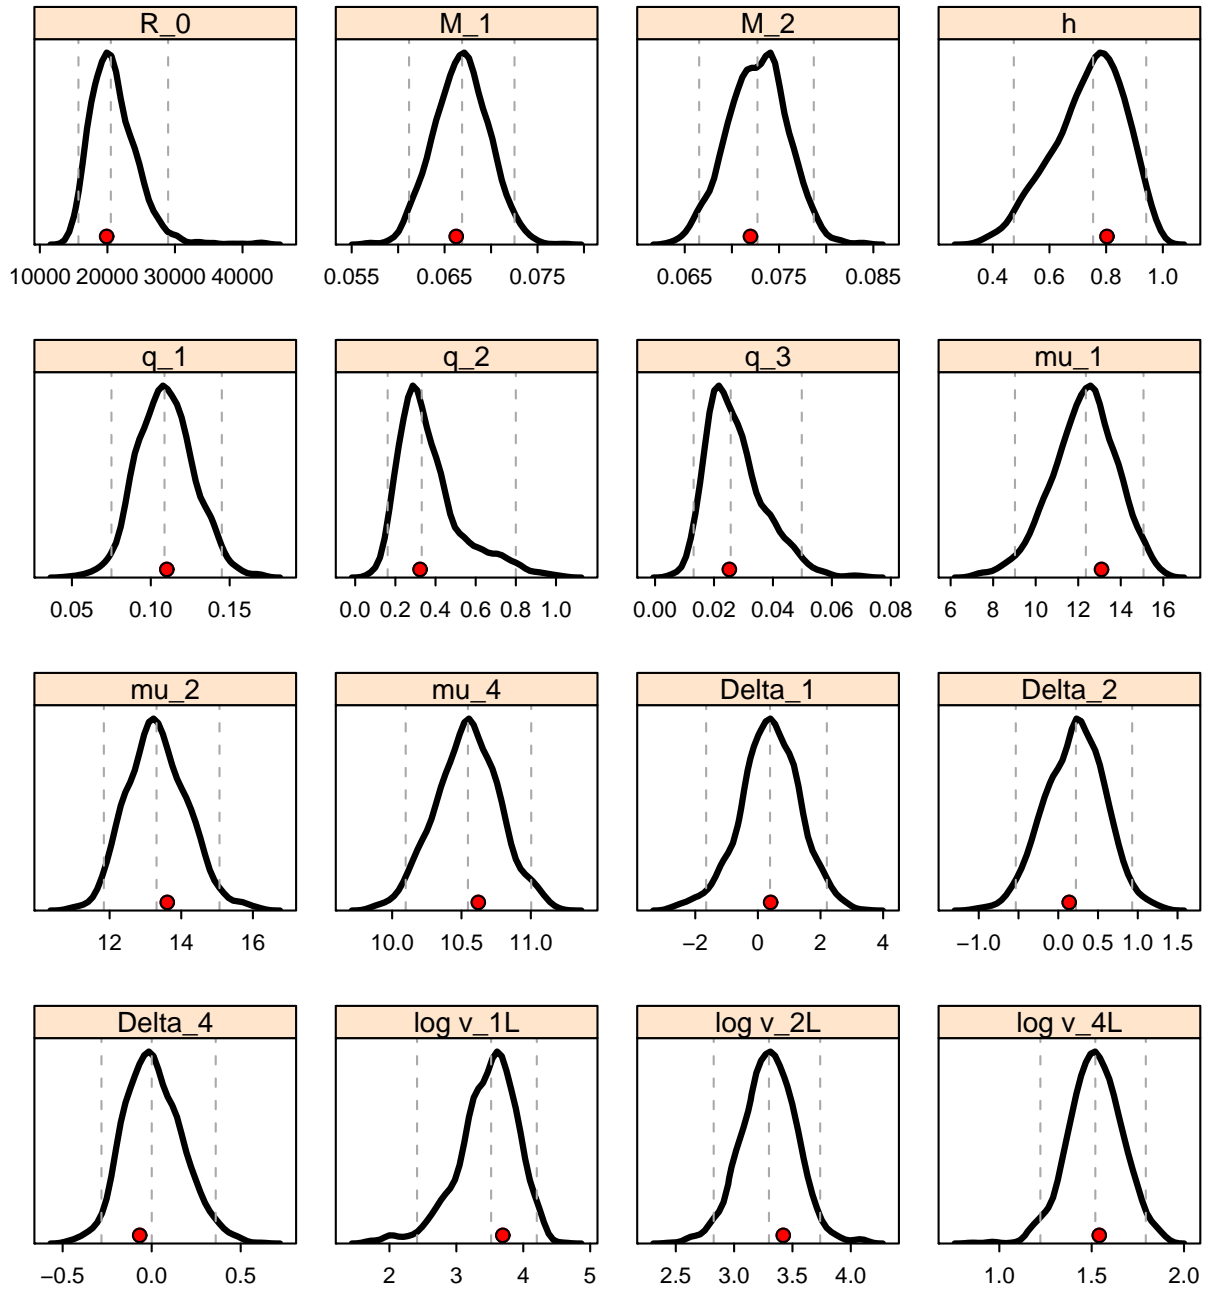 R_0 M_1 M_2 h
10000 20000 30000 40000 0.055 0.065 0.075 0.065 0.075 0.085 0.4 0.6 0.8 1.0
q_1 q_2 q_3 mu_1
0.05 0.10 0.15 0.0 0.2 0.4 0.6 0.8 1.0 0.00 0.02 0.04 0.06 0.08 6 8 10 12 14 16
mu_2 mu_4 Delta_1 Delta_2
12 14 16 10.0 10.5 11.0 −2 0 2 4 −1.0 0.0 0.5 1.0 1.5
Delta_4 log v_1L log v_2L log v_4L
−0.5 0.0 0.5 2 3 4 5 2.5 3.0 3.5 4.0 1.0 1.5 2.0